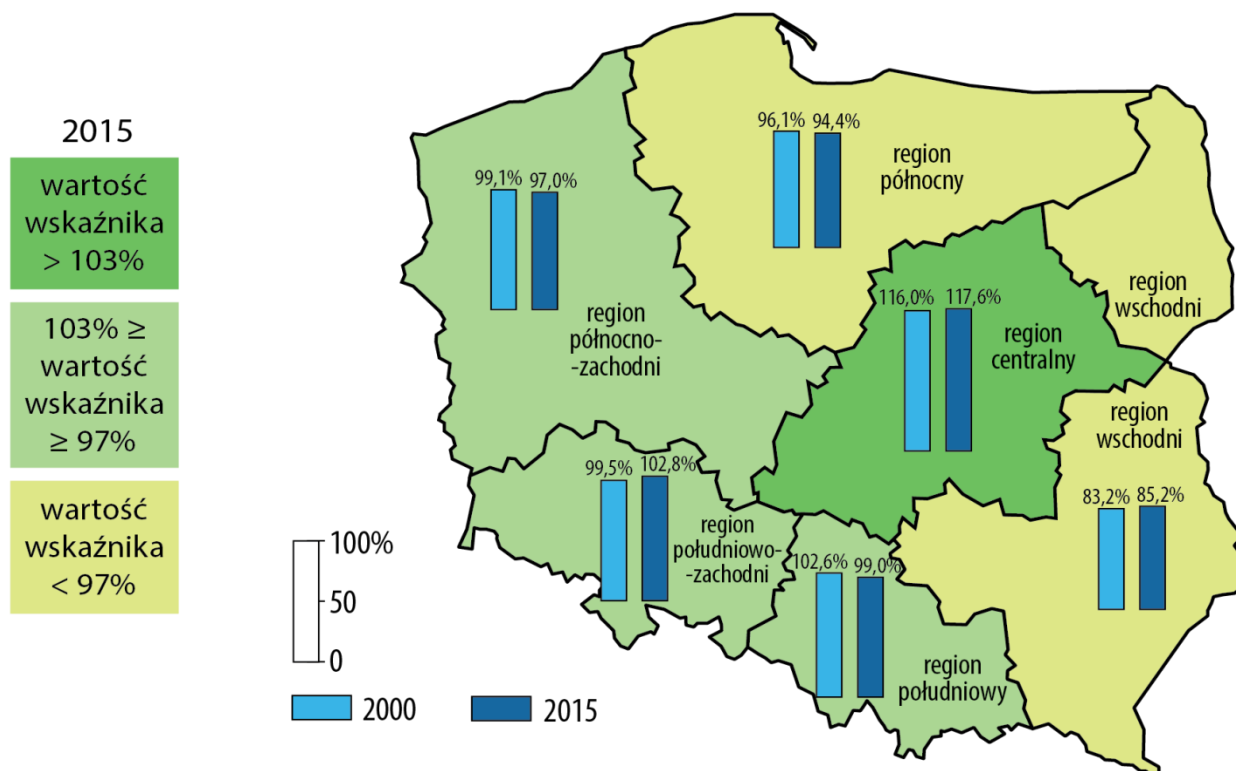 2015
wartość
wskaźnika
> 103%
103% ≥
wartość
wskaźnika
≥ 97%
wartość
wskaźnika
< 97%
100%
50
0
2000
2015
96,1%
94,4%
region
północny
99,1%
97,0%
region
północno-
-zachodni
region
wschodni
116,0%
117,6%
region
centralny
region
wschodni
83,2%
85,2%
99,5%
102,8%
region
południowo-
-zachodni
102,6%
99,0%
region
południowy